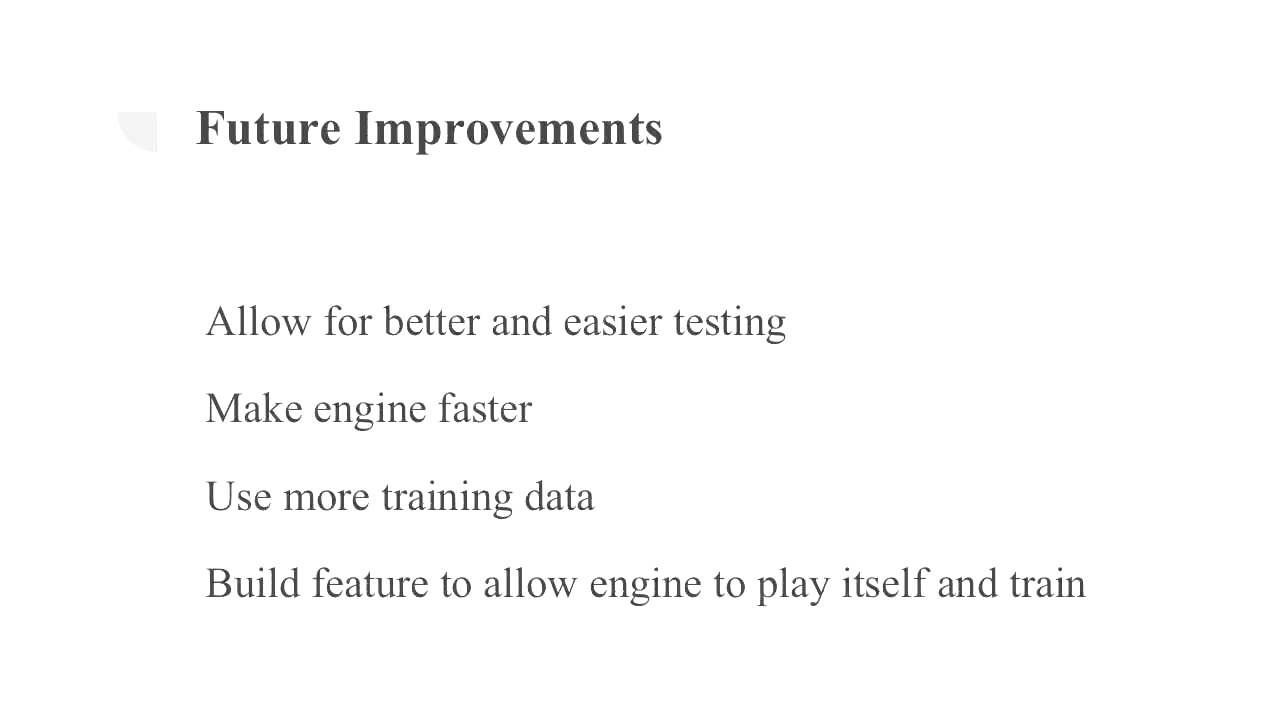 Future Improvements
Allow for better and easier testing
Make engine faster
Use more training data
Build feature to allow engine to play itself and train